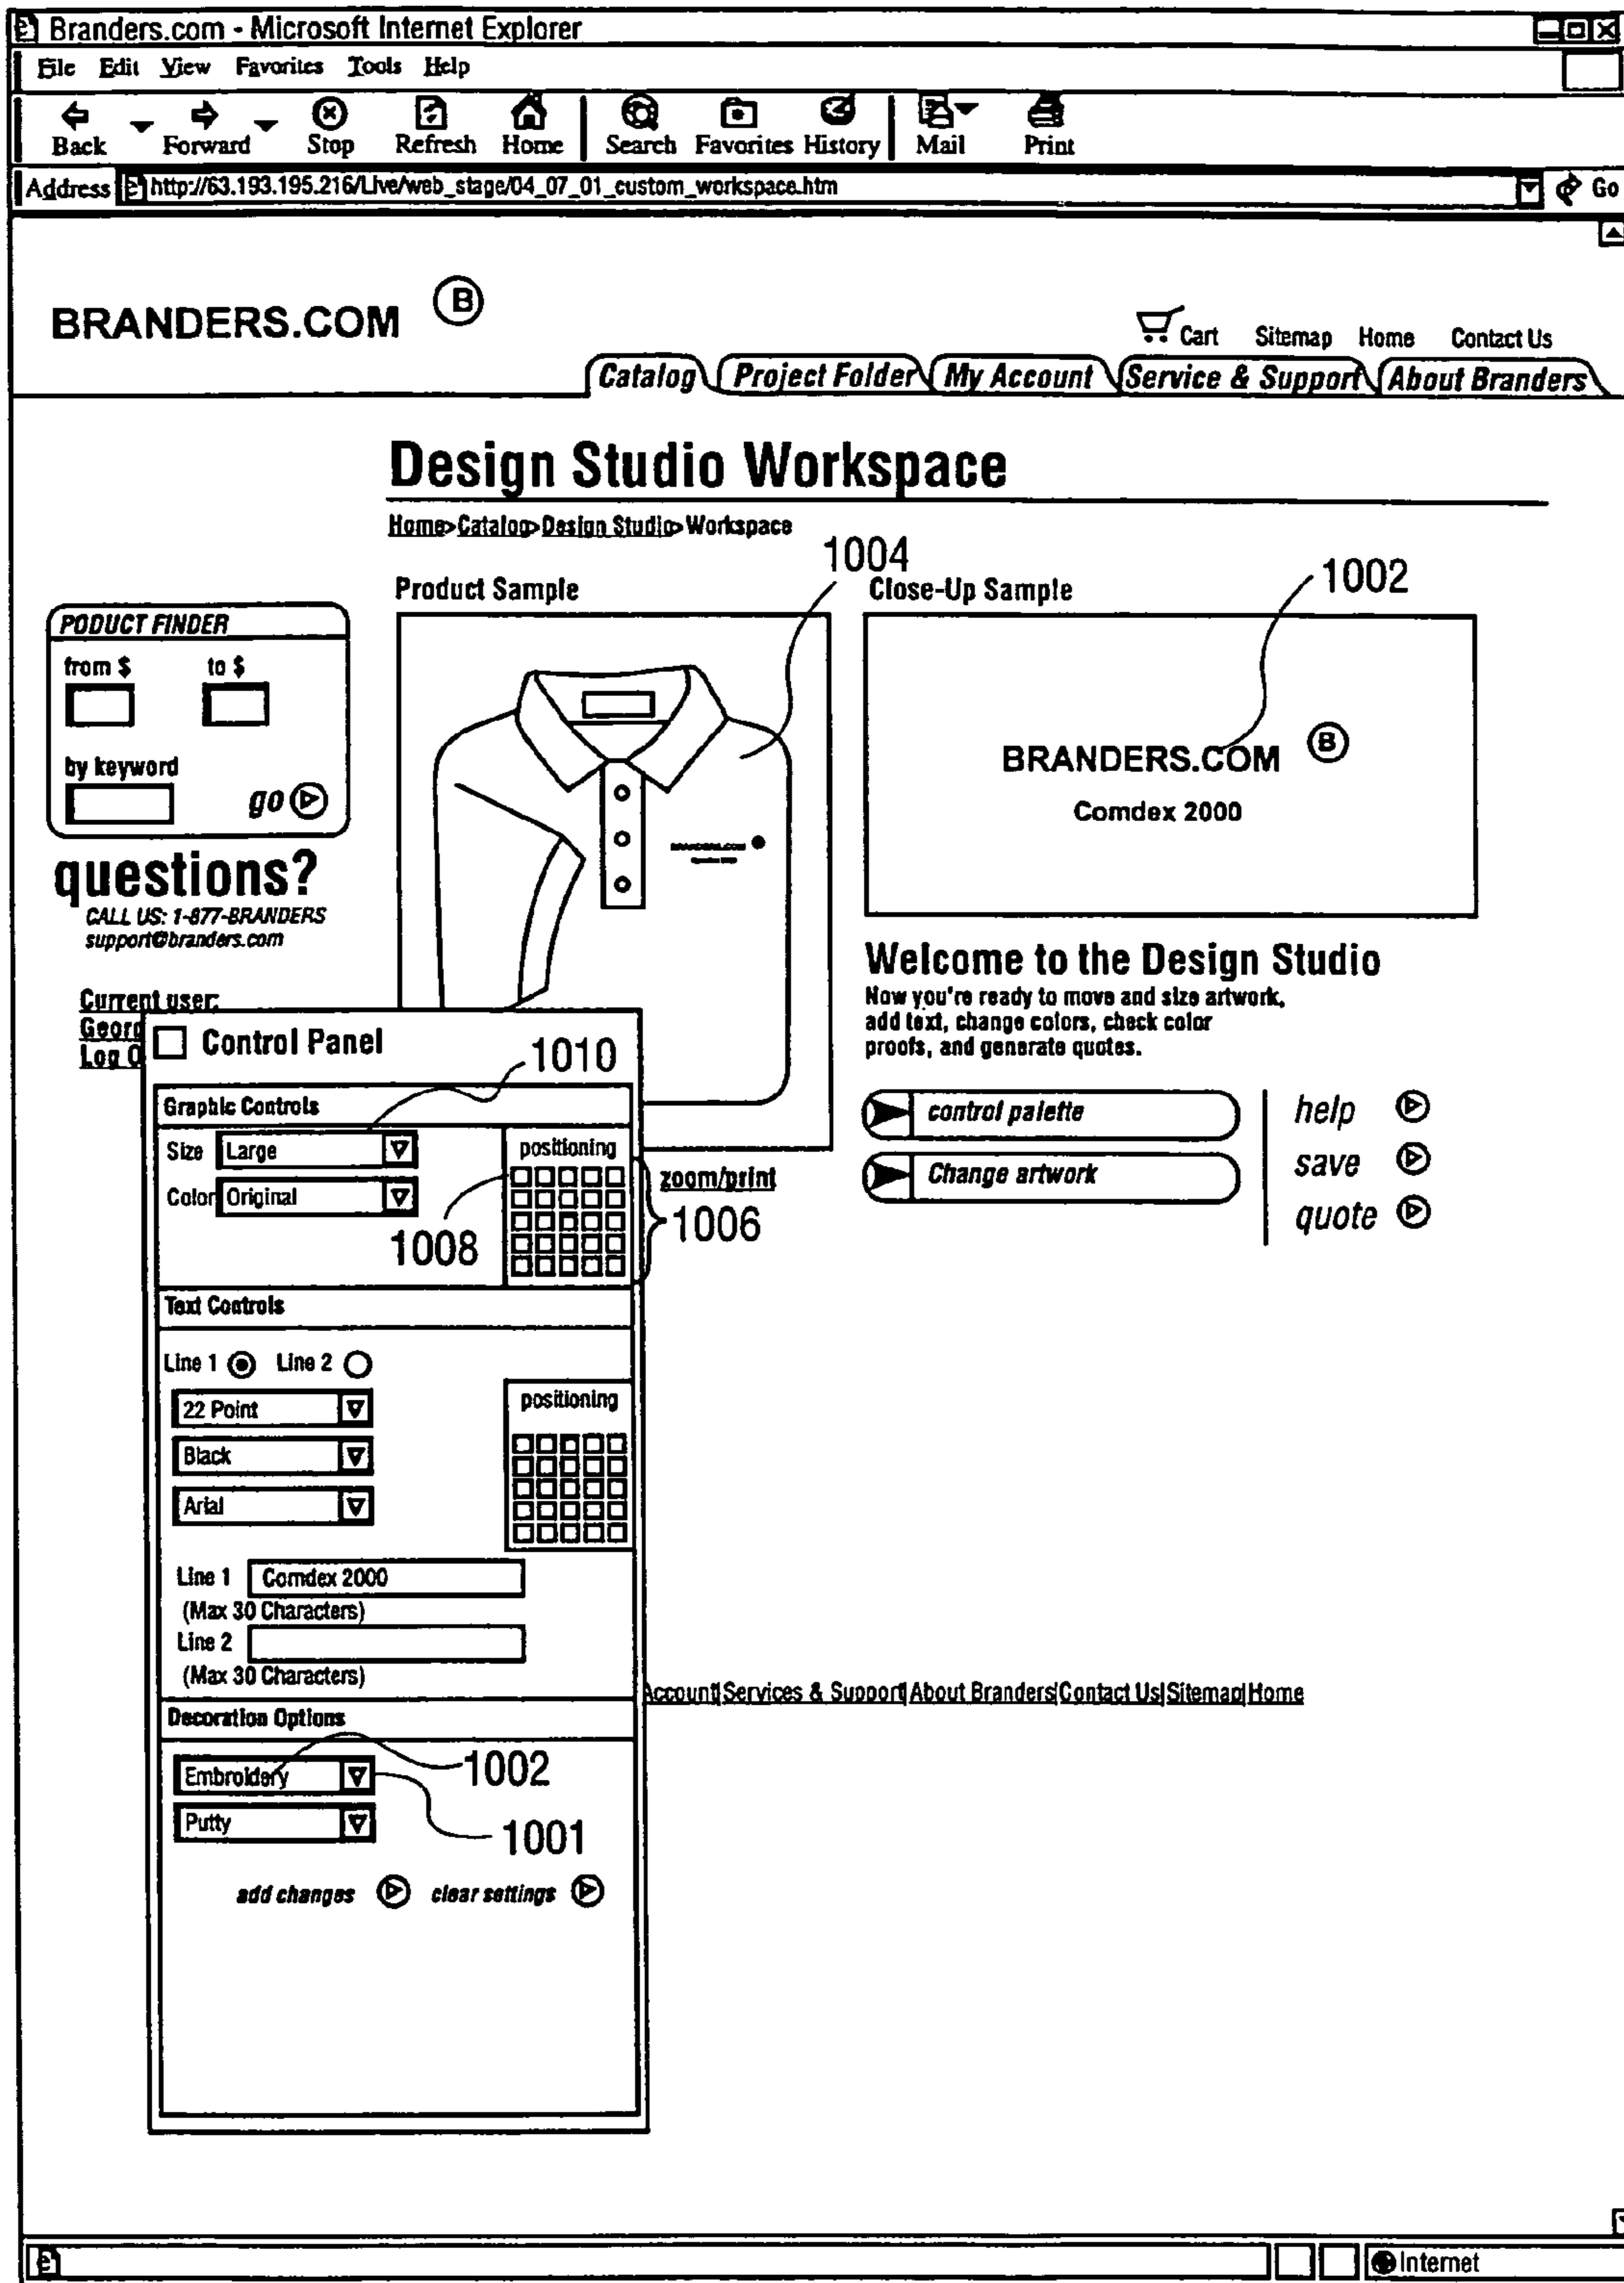 Branders.com - Microsoft Internet Explorer
File Edit View Favorites Tools Help
Back Forward Stop Refresh Home Search Favorites History Mail Print
Address http://63.193.195.216/Live/web_stage/04_07_01_custom_workspace.htm Go
BRANDERS.COM B
Cart Sitemap Home Contact Us
Catalog Project Folder My Account Service & Support About Branders
Design Studio Workspace
Home>Catalog>Design Studio>Workspace
1004
Product Sample
Close-Up Sample
1002
PODUCT FINDER
from $ to $
by keyword
go
BRANDERS.COM B
Comdex 2000
BRANDERS.COM
questions?
CALL US: 1-877-BRANDERS
support@branders.com
Welcome to the Design Studio
Now you're ready to move and size artwork,
add text, change colors, check color
proofs, and generate quotes.
Current user:
Georg
Log O
Control Panel
1010
Graphic Controls
Size Large
positioning
Color Original
1008
zoom/print
1006
control palette
Change artwork
help
save
quote
Text Controls
Line 1 Line 2
22 Point
positioning
Black
Arial
Line 1 Comdex 2000
(Max 30 Characters)
Line 2
(Max 30 Characters)
Account|Services & Support|About Branders|Contact Us|Sitemap|Home
Decoration Options
Embroidery
1002
Putty
1001
add changes clear settings
Internet